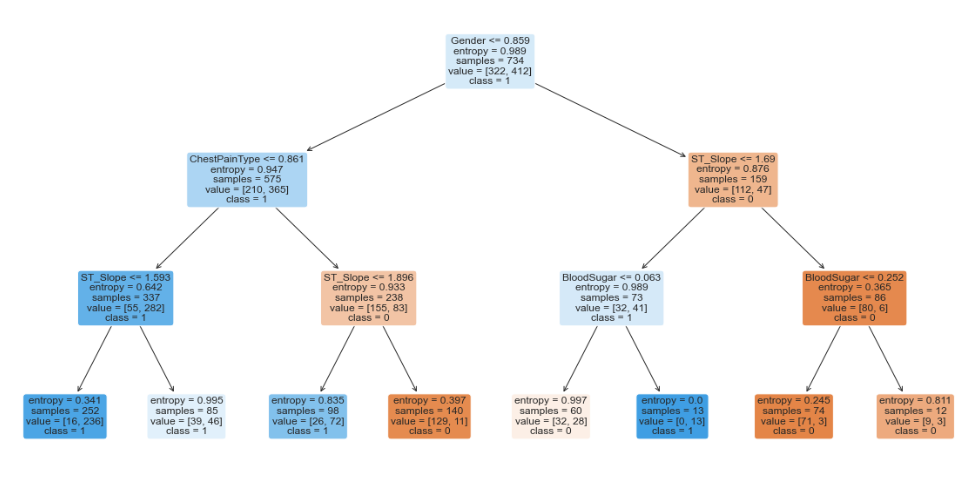 Gender <= 0.859
entropy = 0.989
samples = 734
value = [322, 412]
class = 1
ChestPainType <= 0.861
entropy = 0.947
samples = 575
value = [210, 365]
class = 1
ST_Slope <= 1.69
entropy = 0.876
samples = 159
value = [112, 47]
class = 0
ST_Slope <= 1.593
entropy = 0.642
samples = 337
value = [55, 282]
class = 1
ST_Slope <= 1.896
entropy = 0.933
samples = 238
value = [155, 83]
class = 0
BloodSugar <= 0.063
entropy = 0.989
samples = 73
value = [32, 41]
class = 1
BloodSugar <= 0.252
entropy = 0.365
samples = 86
value = [80, 6]
class = 0
entropy = 0.341
samples = 252
value = [16, 236]
class = 1
entropy = 0.995
samples = 85
value = [39, 46]
class = 1
entropy = 0.835
samples = 98
value = [26, 72]
class = 1
entropy = 0.397
samples = 140
value = [129, 11]
class = 0
entropy = 0.997
samples = 60
value = [32, 28]
class = 0
entropy = 0.0
samples = 13
value = [0, 13]
class = 1
entropy = 0.245
samples = 74
value = [71, 3]
class = 0
entropy = 0.811
samples = 12
value = [9, 3]
class = 0